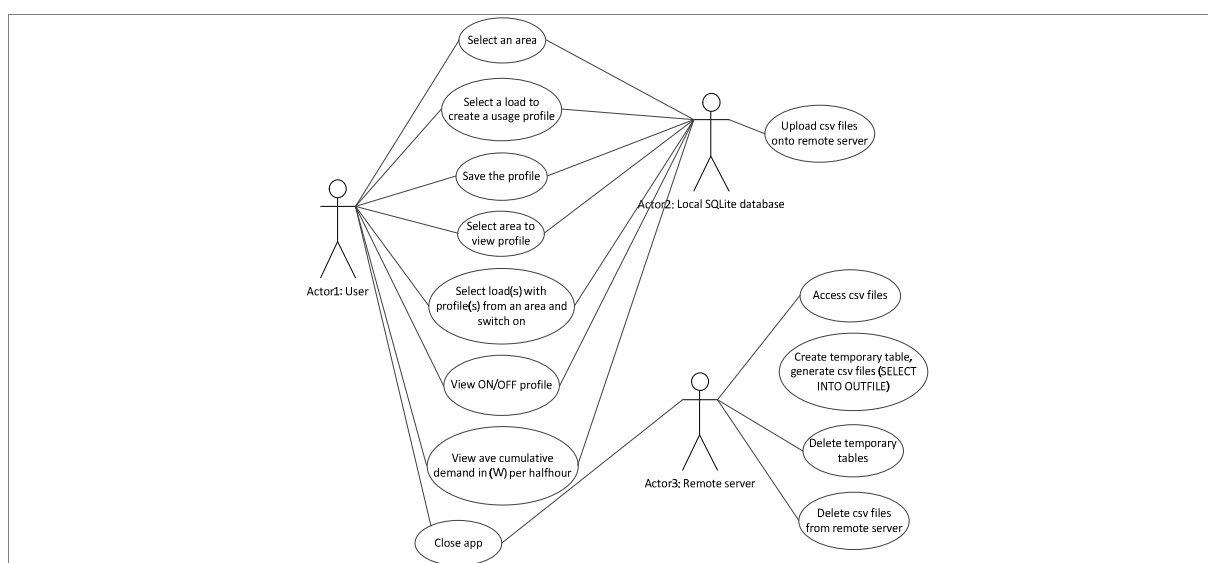 Select an area
Select a load to
create a usage profile
Save the profile
Select area to
view profile
Select load(s) with
profile(s) from an area and
switch on
View ON/OFF profile
View ave cumulative
demand in (W) per halfhour
Close app
Actor1: User
Actor2: Local SQLite database
Upload csv files
onto remote server
Access csv files
Create temporary table,
generate csv files (SELECT
INTO OUTFILE)
Delete temporary
tables
Delete csv files
from remote server
Actor3: Remote server